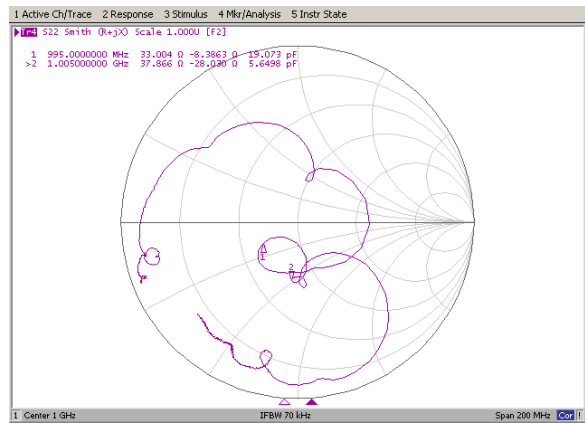 1 Active Ch/Trace 2 Response 3 Stimulus 4 Mkr/Analysis 5 Instr State
Tr4 S22 Smith (R+jX) Scale 1.000U [F2]
1 995.0000000 MHz 33.004 Ω -8.3863 Ω 19.073 pF
>2 1.005000000 GHz 37.866 Ω -28.030 Ω 5.6498 pF
1
2
1 Center 1 GHz IFBW 70 kHz Span 200 MHz Cor !